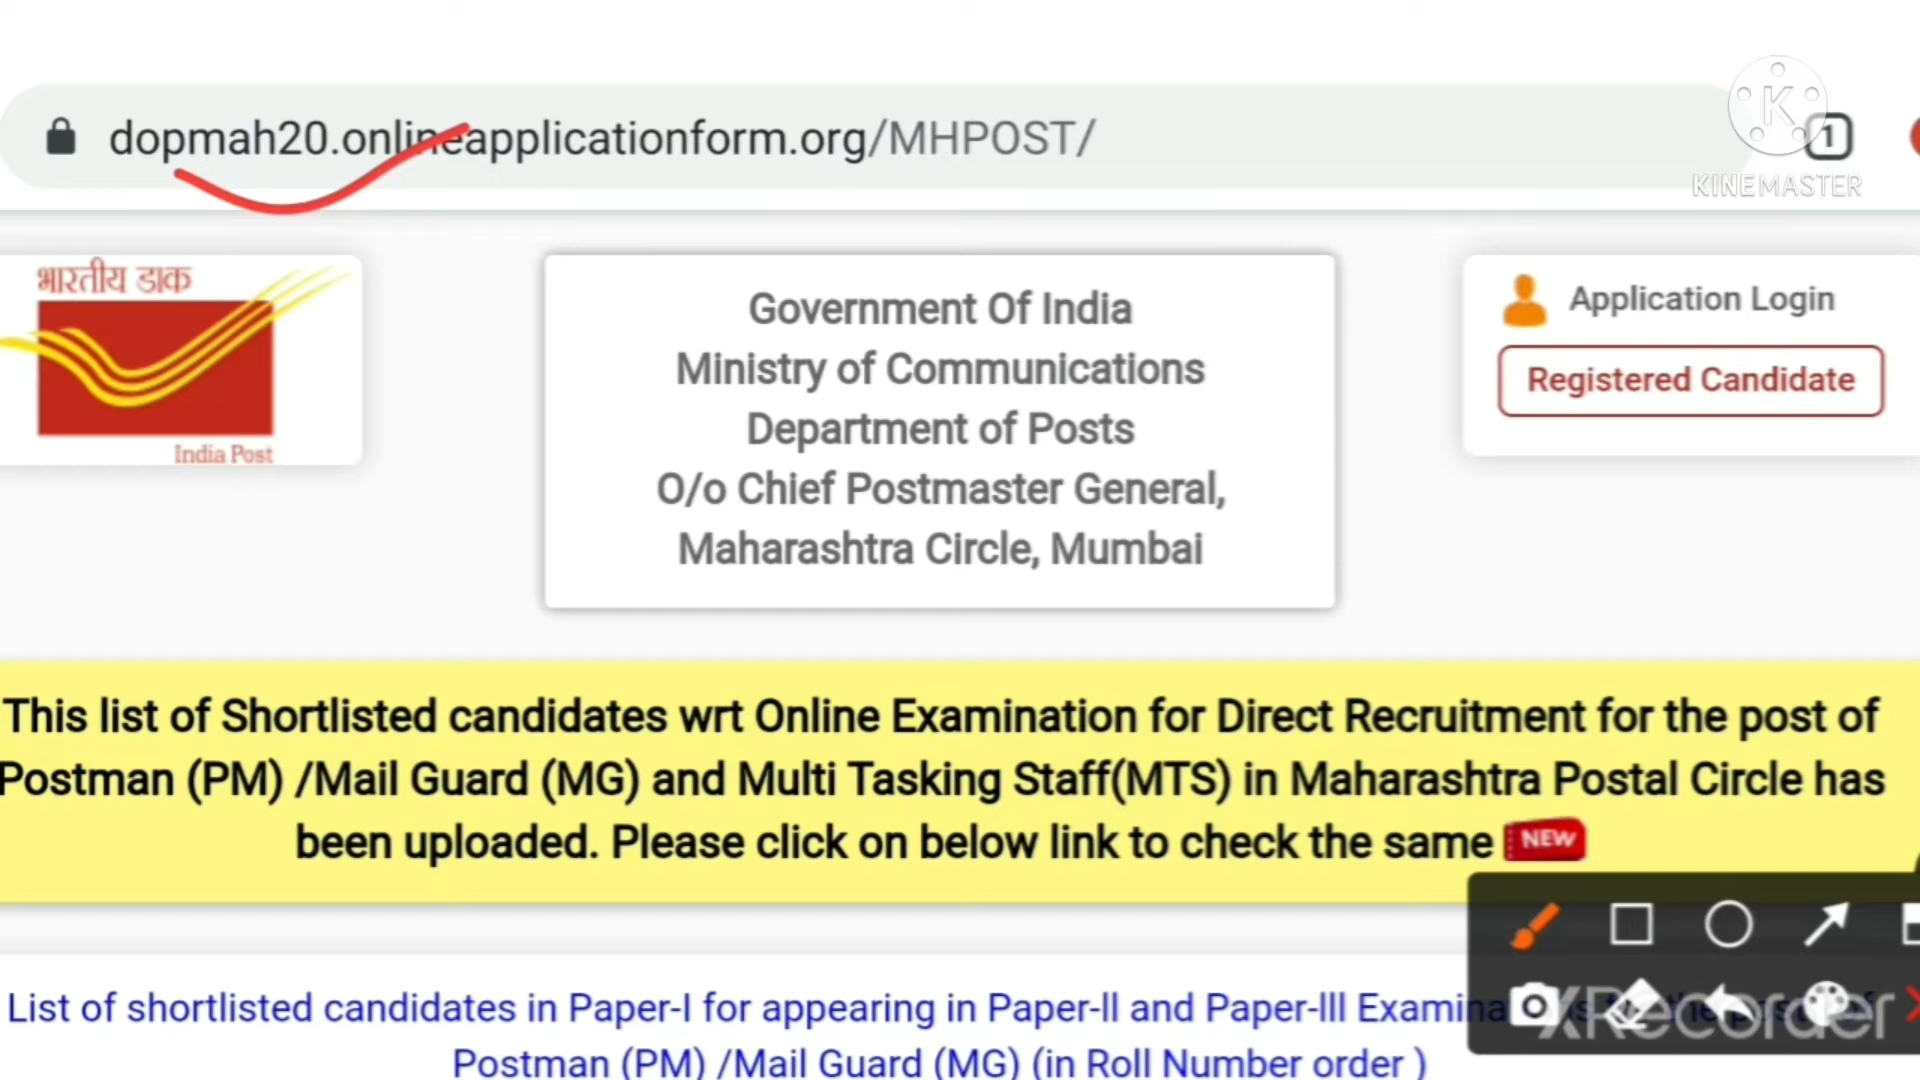 dopmah20.onlineapplicationform.org/MHPOST/
1
K
KINEMASTER
भारतीय डाक
India Post
Government Of India
Ministry of Communications
Department of Posts
O/o Chief Postmaster General,
Maharashtra Circle, Mumbai
Application Login
Registered Candidate
This list of Shortlisted candidates wrt Online Examination for Direct Recruitment for the post of
Postman (PM) /Mail Guard (MG) and Multi Tasking Staff(MTS) in Maharashtra Postal Circle has
been uploaded. Please click on below link to check the same NEW
List of shortlisted candidates in Paper-I for appearing in Paper-II and Paper-III
Postman (PM) /Mail Guard (MG) (in Roll Number order )
XRecorder